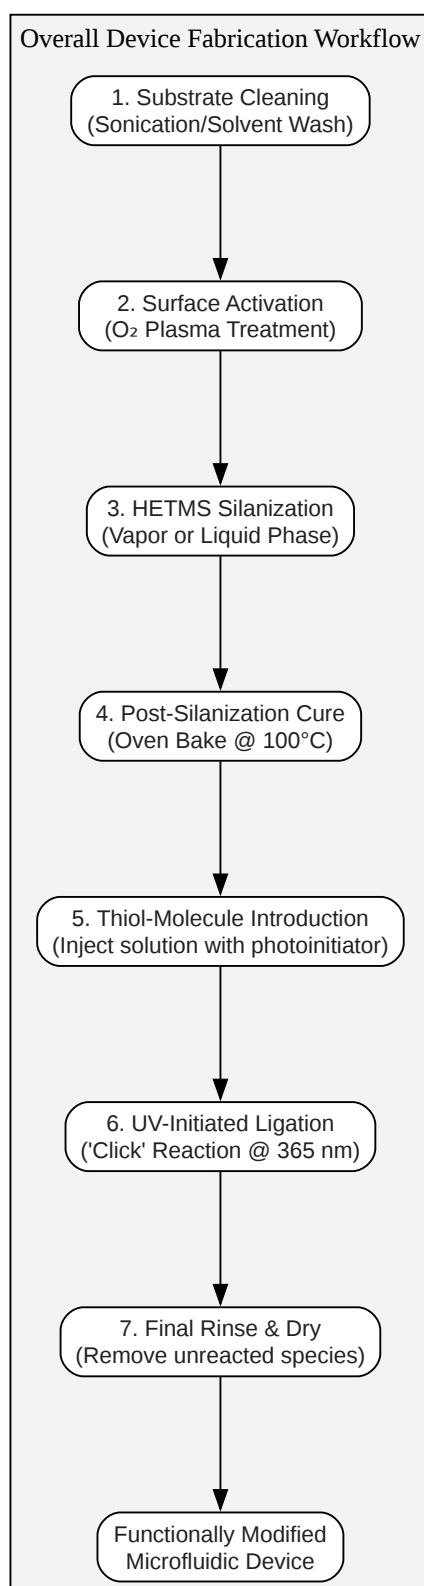 Overall Device Fabrication Workflow
1. Substrate Cleaning
(Sonication/Solvent Wash)
2. Surface Activation
(O₂ Plasma Treatment)
3. HETMS Silanization
(Vapor or Liquid Phase)
4. Post-Silanization Cure
(Oven Bake @ 100°C)
5. Thiol-Molecule Introduction
(Inject solution with photoinitiator)
6. UV-Initiated Ligation
('Click' Reaction @ 365 nm)
7. Final Rinse & Dry
(Remove unreacted species)
Functionally Modified
Microfluidic Device